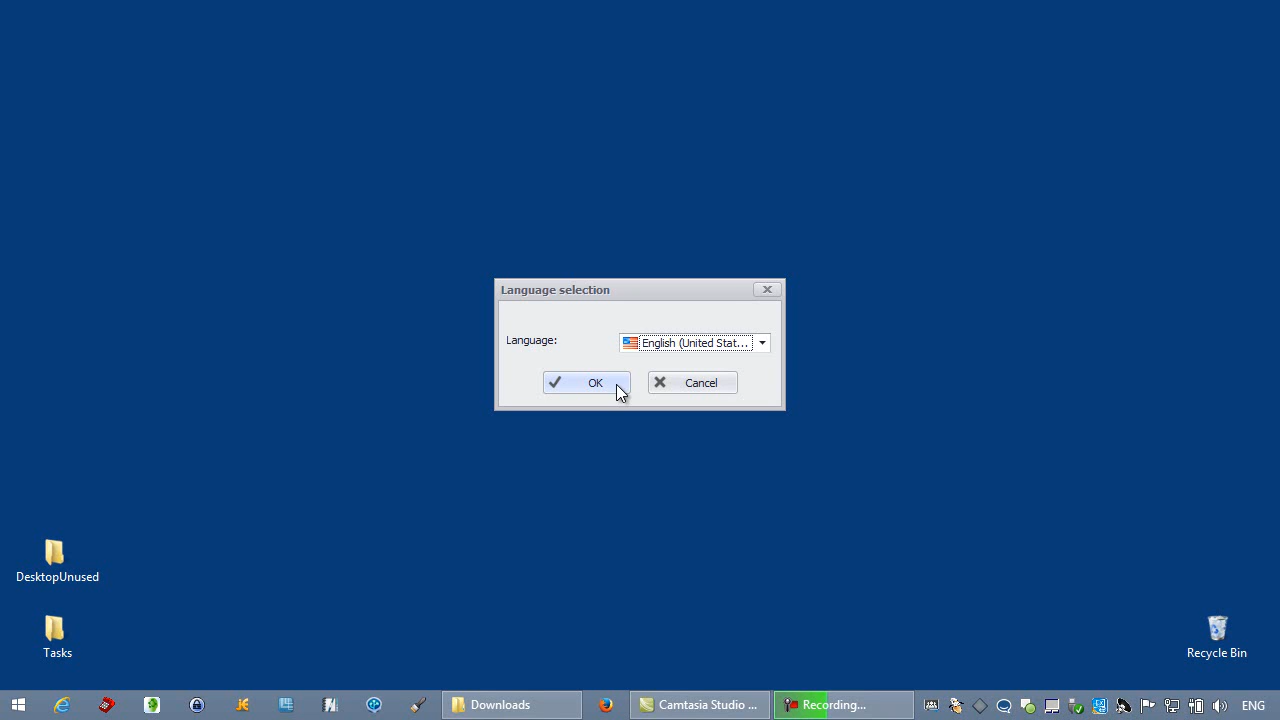 Language selection
Language:
English (United Stat...
OK
Cancel
DesktopUnused
Tasks
Recycle Bin
Downloads
Camtasia Studio ...
Recording...
ENG